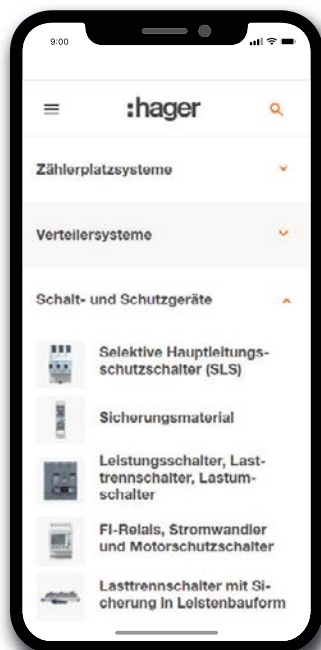 9:00
:hager
Zählerplatzsysteme
Verteilersysteme
Schalt- und Schutzgeräte
Selektive Hauptleitungs-
schutzschalter (SLS)
Sicherungsmaterial
Leistungsschalter, Last-
trennschalter, Lastum-
schalter
FI-Relais, Stromwandler
und Motorschutzschalter
Lasttrennschalter mit Si-
cherung in Leistenbauform